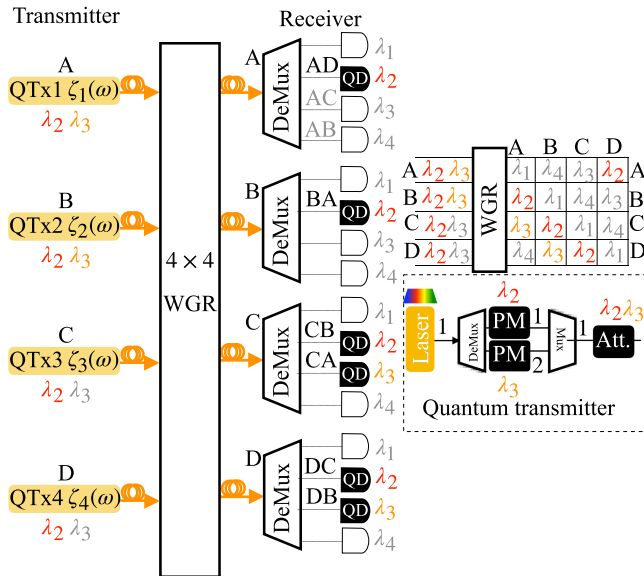 Transmitter
A
QTx1 ζ₁(ω)
λ₂ λ₃
B
QTx2 ζ₂(ω)
λ₂ λ₃
C
QTx3 ζ₃(ω)
λ₂ λ₃
D
QTx4 ζ₄(ω)
λ₂ λ₃
4 × 4
WGR
Receiver
A
DeMux
λ₁
AD QD λ₂
AC λ₃
AB λ₄
B
DeMux
λ₁
BA QD λ₂
λ₃
λ₄
C
DeMux
λ₁
CB QD λ₂
CA QD λ₃
λ₄
D
DeMux
λ₁
DC QD λ₂
DB QD λ₃
λ₄
A B C D
A λ₂ λ₃ λ₁ λ₄ λ₃ λ₂ A
B λ₂ λ₃ λ₂ λ₁ λ₄ λ₃ B
C λ₂ λ₃ λ₃ λ₂ λ₁ λ₄ C
D λ₂ λ₃ λ₄ λ₃ λ₂ λ₁ D
WGR
λ₂
λ₂ λ₃
Laser
1
DeMux
PM 1
PM 2
Mux
1
Att.
λ₃
Quantum transmitter